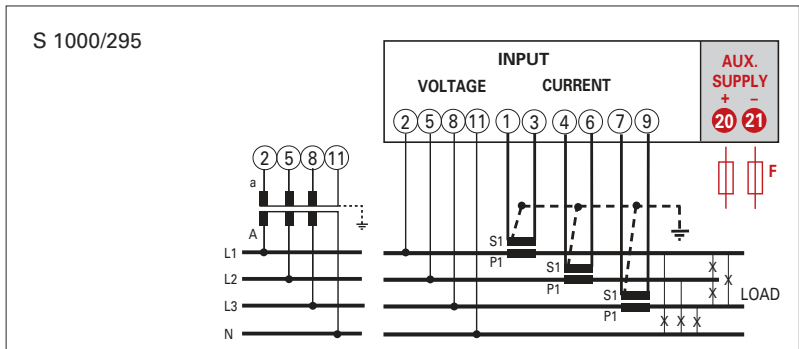 S 1000/295
INPUT
VOLTAGE CURRENT
2 5 8 11 1 3 4 6 7 9
AUX.
SUPPLY
+ –
20 21
F
2 5 8 11
a
A
L1
L2
L3
N
S1
P1
S1
P1
S1
P1
X X
X
X X X
LOAD